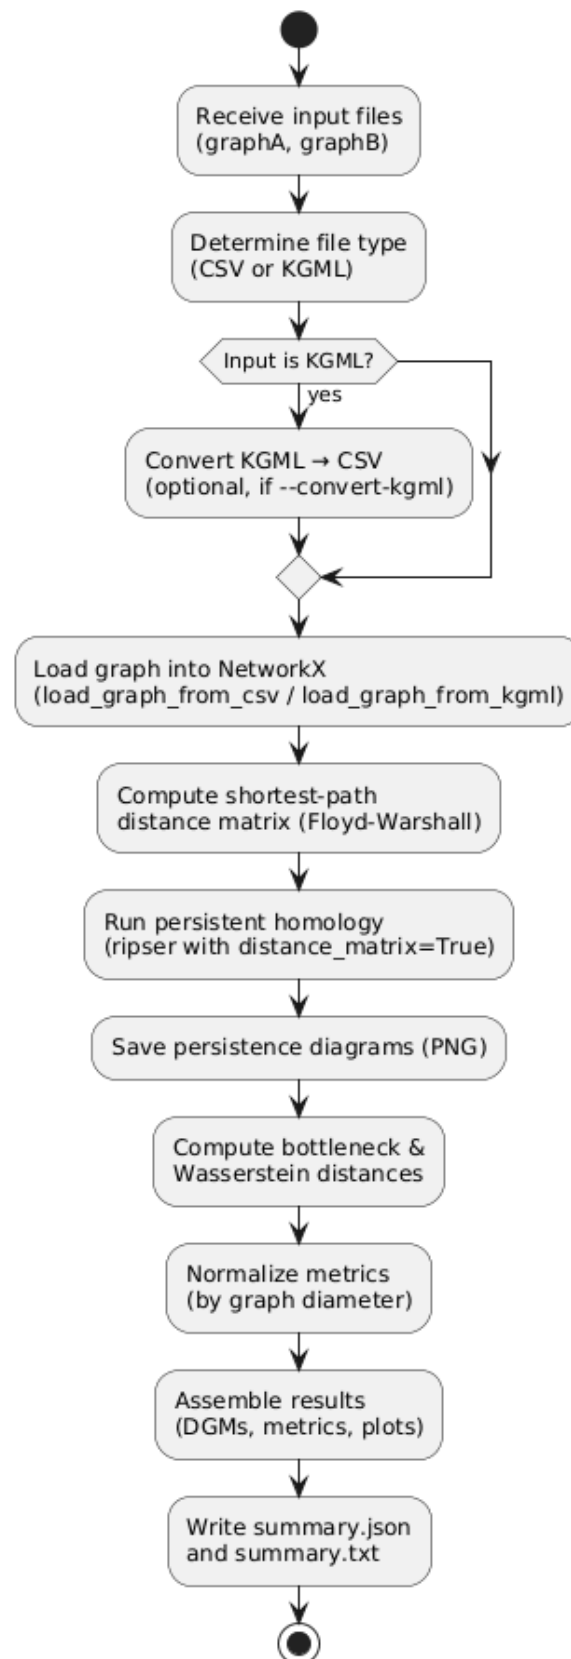 Receive input files
(graphA, graphB)
Determine file type
(CSV or KGML)
Input is KGML?
yes
Convert KGML → CSV
(optional, if --convert-kgml)
Load graph into NetworkX
(load_graph_from_csv / load_graph_from_kgml)
Compute shortest-path
distance matrix (Floyd-Warshall)
Run persistent homology
(ripser with distance_matrix=True)
Save persistence diagrams (PNG)
Compute bottleneck &
Wasserstein distances
Normalize metrics
(by graph diameter)
Assemble results
(DGMs, metrics, plots)
Write summary.json
and summary.txt